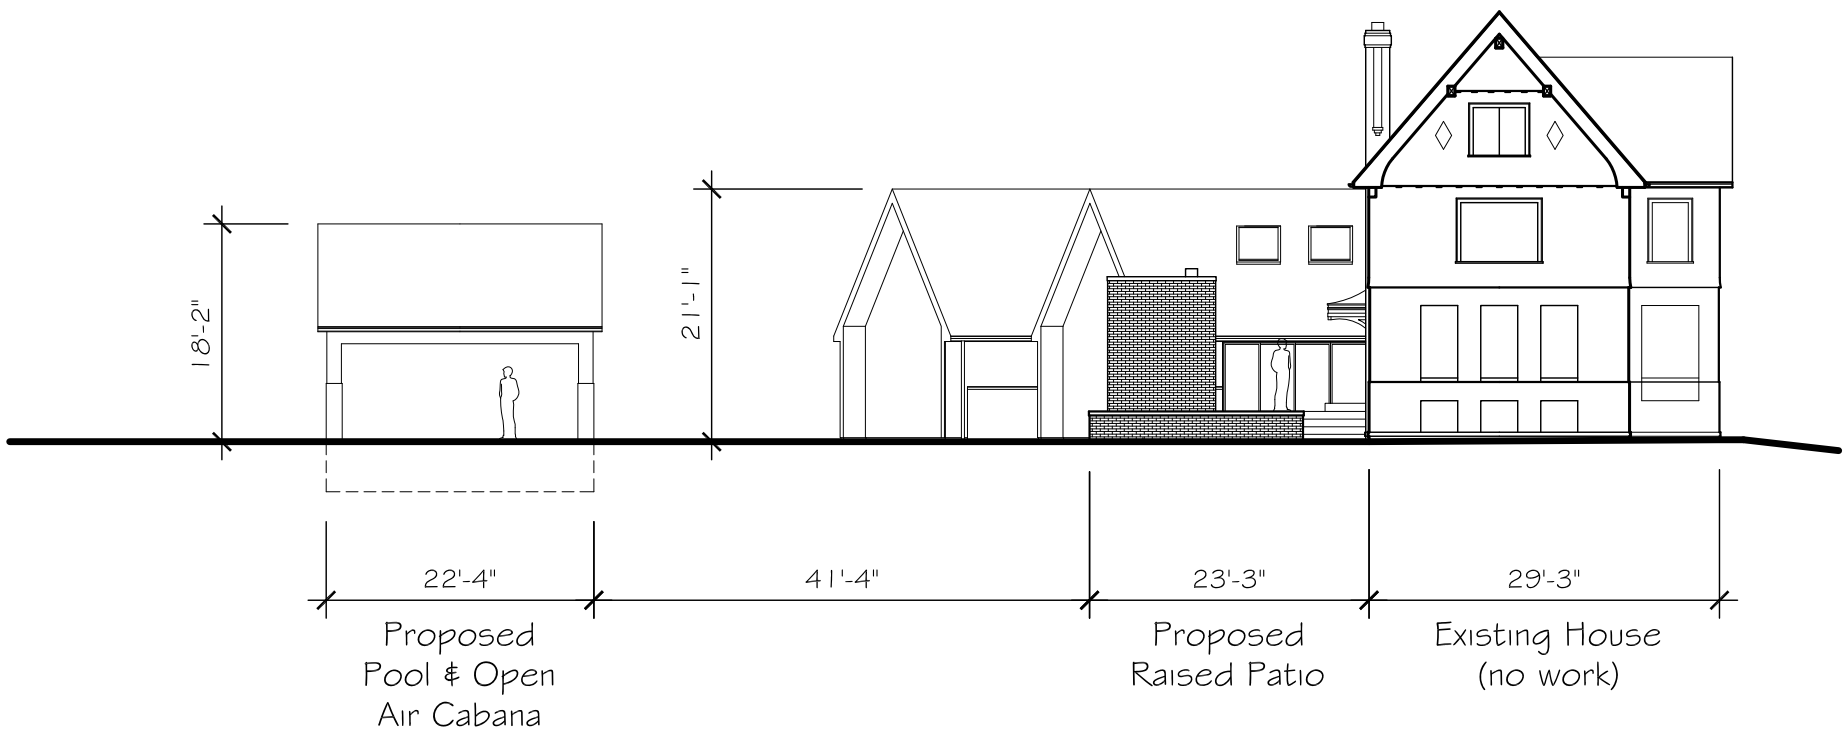 18'-2"
21'-1"
22'-4"
41'-4"
23'-3"
29'-3"
Proposed
Pool & Open
Air Cabana
Proposed
Raised Patio
Existing House
(no work)